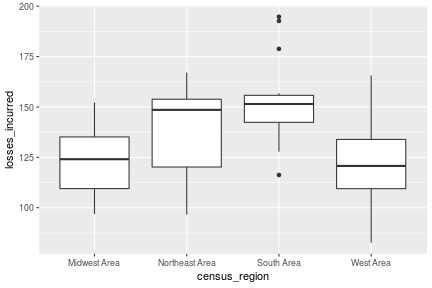 200
175
150
125
100
losses_incurred
Midwest Area
Northeast Area
South Area
West Area
census_region